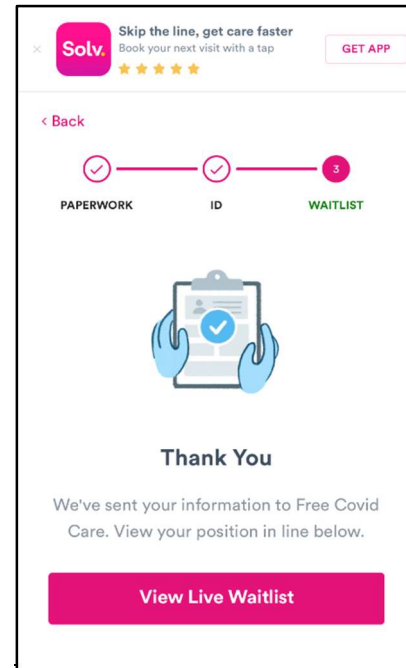 ×
Solv.
Skip the line, get care faster
Book your next visit with a tap
GET APP
< Back
3
PAPERWORK ID WAITLIST
Thank You
We've sent your information to Free Covid
Care. View your position in line below.
View Live Waitlist